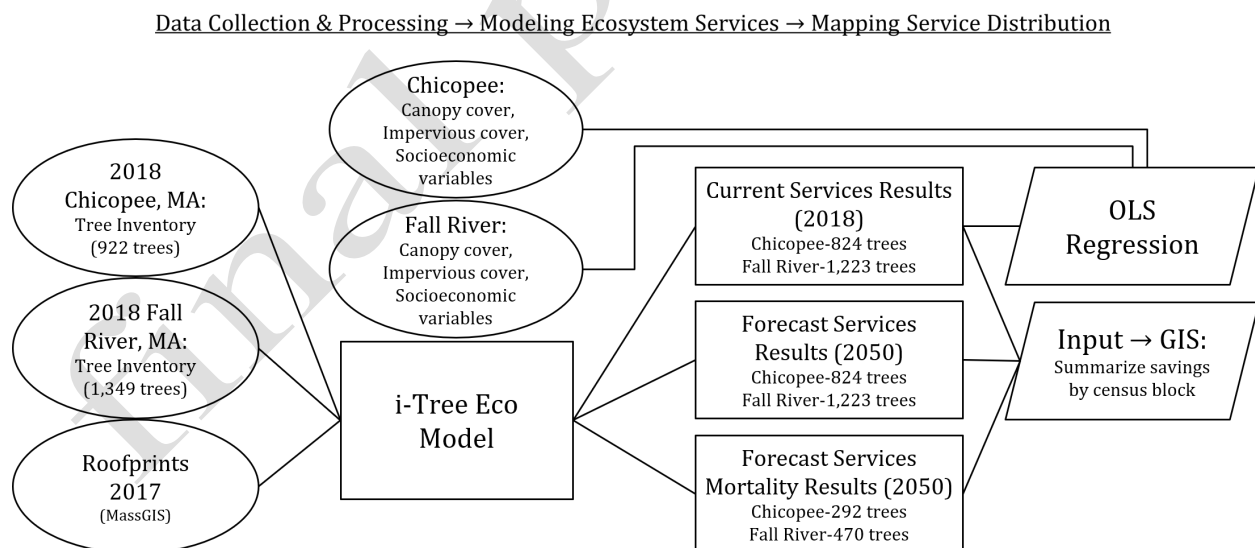 Data Collection & Processing → Modeling Ecosystem Services → Mapping Service Distribution
Chicopee:
Canopy cover,
Impervious cover,
Socioeconomic
variables
2018
Chicopee, MA:
Tree Inventory
(922 trees)
Fall River:
Canopy cover,
Impervious cover,
Socioeconomic
variables
2018 Fall
River, MA:
Tree Inventory
(1,349 trees)
Roofprints
2017
(MassGIS)
i-Tree Eco
Model
Current Services Results
(2018)
Chicopee-824 trees
Fall River-1,223 trees
Forecast Services
Results (2050)
Chicopee-824 trees
Fall River-1,223 trees
Forecast Services
Mortality Results (2050)
Chicopee-292 trees
Fall River-470 trees
OLS
Regression
Input → GIS:
Summarize savings
by census block
final p